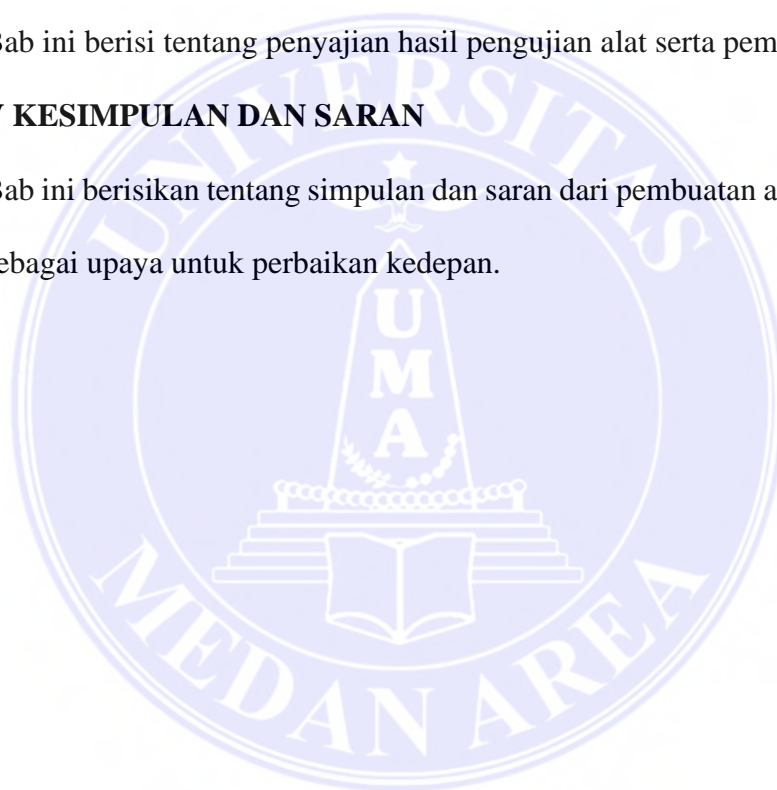 Bab ini berisi tentang penyajian hasil pengujian alat serta pem
V KESIMPULAN DAN SARAN
Bab ini berisikan tentang simpulan dan saran dari pembuatan a
sebagai upaya untuk perbaikan kedepan.
UNIVERSITAS
U
M
A
MEDAN AREA